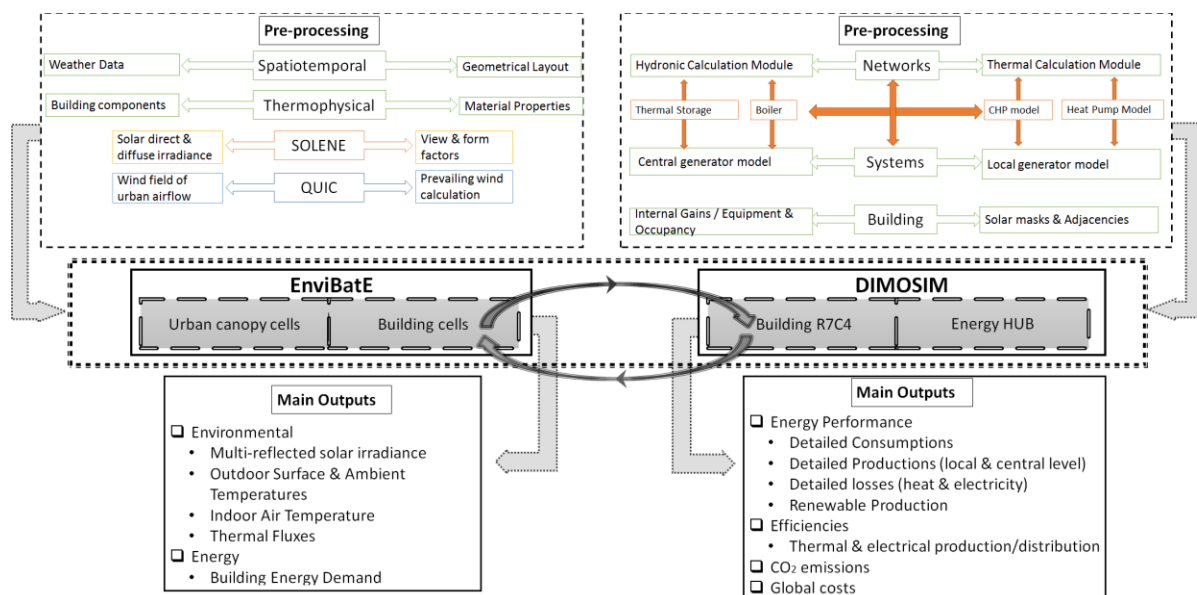 Pre-processing
Weather Data
Spatiotemporal
Geometrical Layout
Building components
Thermophysical
Material Properties
Solar direct &
diffuse irradiance
SOLENE
View & form
factors
Wind field of
urban airflow
QUIC
Prevailing wind
calculation
Pre-processing
Hydronic Calculation Module
Networks
Thermal Calculation Module
Thermal Storage
Boiler
CHP model
Heat Pump Model
Central generator model
Systems
Local generator model
Internal Gains / Equipment &
Occupancy
Building
Solar masks & Adjacencies
EnviBatE
Urban canopy cells
Building cells
DIMOSIM
Building R7C4
Energy HUB
Main Outputs
❑ Environmental
• Multi-reflected solar irradiance
• Outdoor Surface & Ambient
Temperatures
• Indoor Air Temperature
• Thermal Fluxes
❑ Energy
• Building Energy Demand
Main Outputs
❑ Energy Performance
• Detailed Consumptions
• Detailed Productions (local & central level)
• Detailed losses (heat & electricity)
• Renewable Production
❑ Efficiencies
• Thermal & electrical production/distribution
❑ CO₂ emissions
❑ Global costs